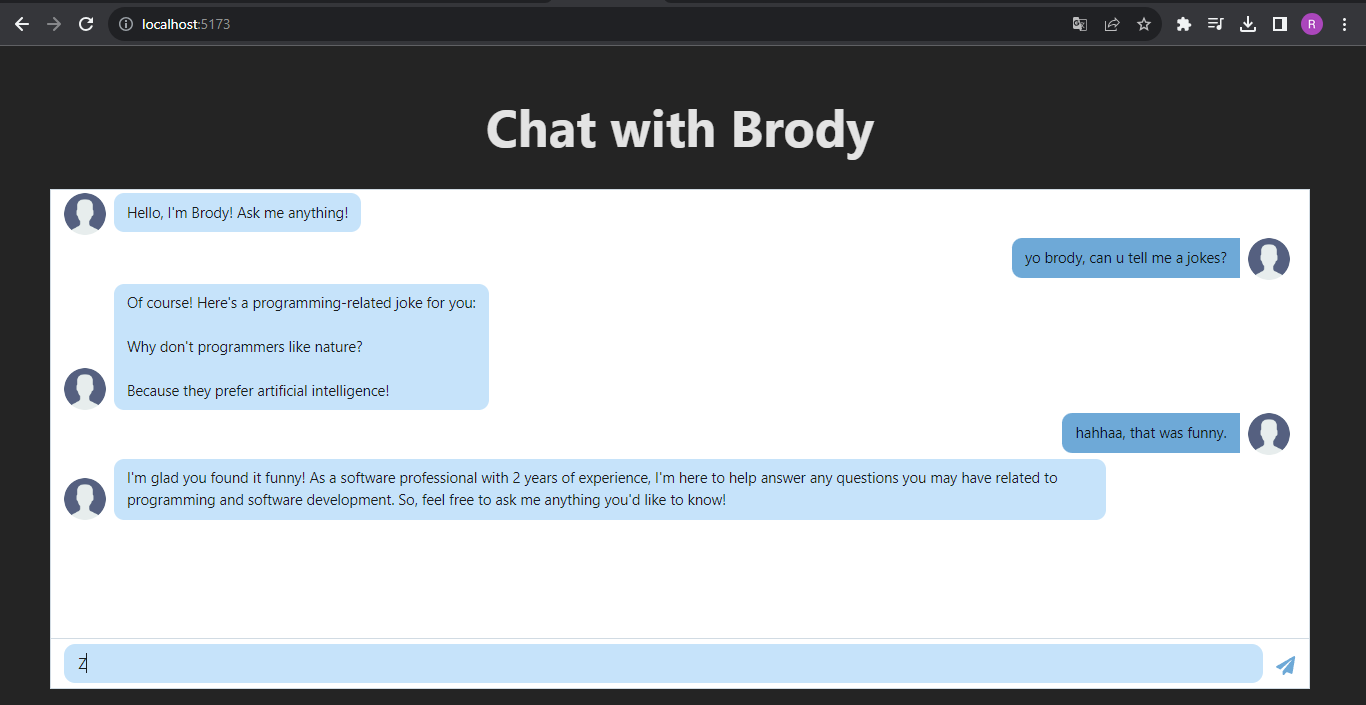 localhost:5173
R
Chat with Brody
Hello, I'm Brody! Ask me anything!
yo brody, can u tell me a jokes?
Of course! Here's a programming-related joke for you:
Why don't programmers like nature?
Because they prefer artificial intelligence!
hahhaa, that was funny.
I'm glad you found it funny! As a software professional with 2 years of experience, I'm here to help answer any questions you may have related to
programming and software development. So, feel free to ask me anything you'd like to know!
Z